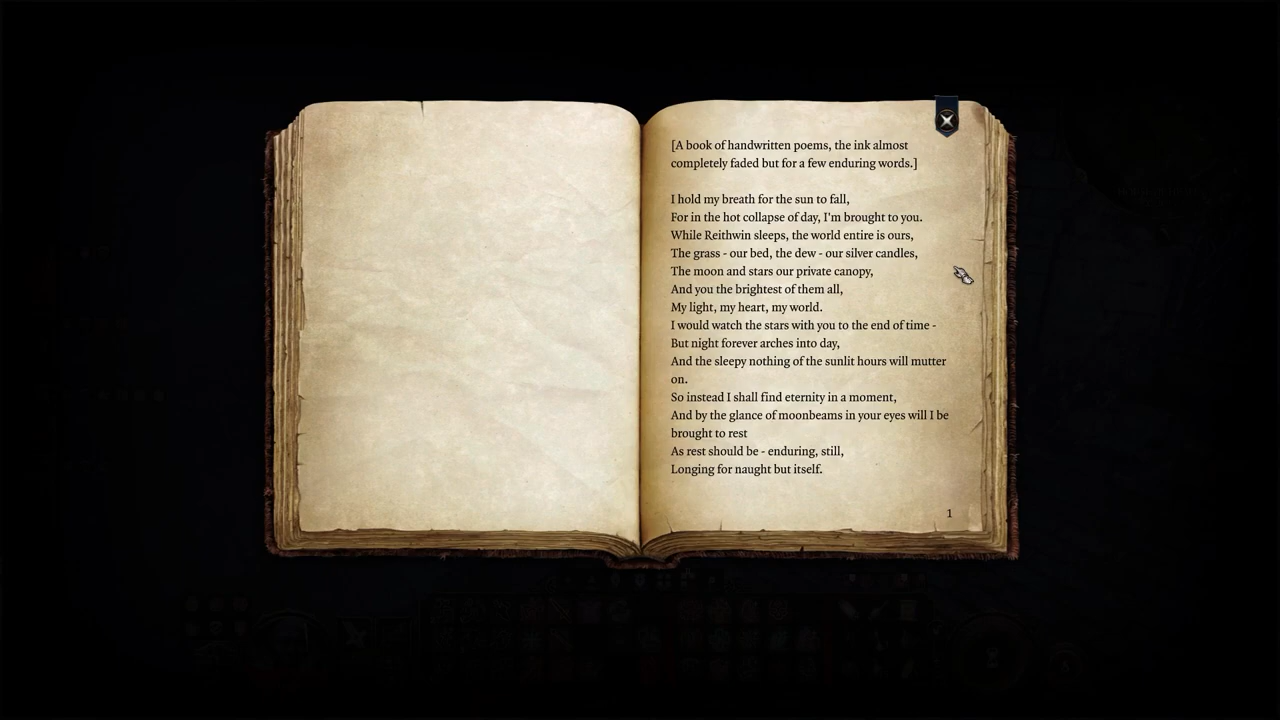 [A book of handwritten poems, the ink almost
completely faded but for a few enduring words.]
I hold my breath for the sun to fall,
For in the hot collapse of day, I'm brought to you.
While Reithwin sleeps, the world entire is ours,
The grass - our bed, the dew - our silver candles,
The moon and stars our private canopy,
And you the brightest of them all,
My light, my heart, my world.
I would watch the stars with you to the end of time -
But night forever arches into day,
And the sleepy nothing of the sunlit hours will mutter
on.
So instead I shall find eternity in a moment,
And by the glance of moonbeams in your eyes will I be
brought to rest
As rest should be - enduring, still,
Longing for naught but itself.
1